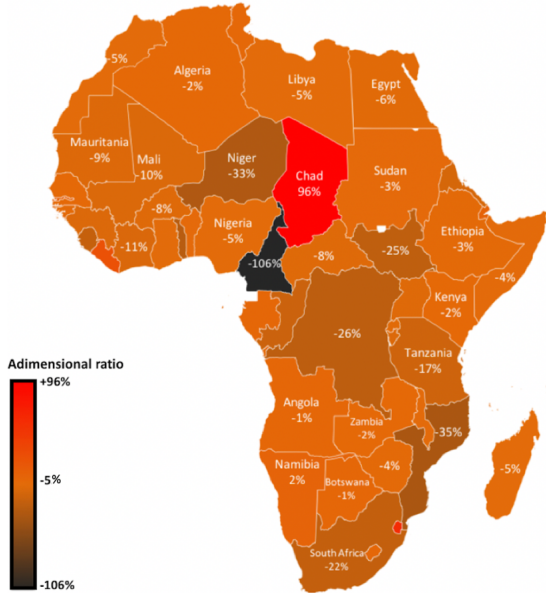 -5%
Algeria
-2%
Libya
-5%
Egypt
-6%
Mauritania
-9%
Mali
10%
Niger
-33%
Chad
96%
Sudan
-3%
-8%
Nigeria
-5%
-11%
-106%
-8%
-25%
Ethiopia
-3%
-4%
Kenya
-2%
-26%
Tanzania
-17%
Adimensional ratio
+96%
-5%
-106%
Angola
-1%
Zambia
-2%
-35%
Namibia
2%
Botswana
-1%
-4%
-5%
South Africa
-22%